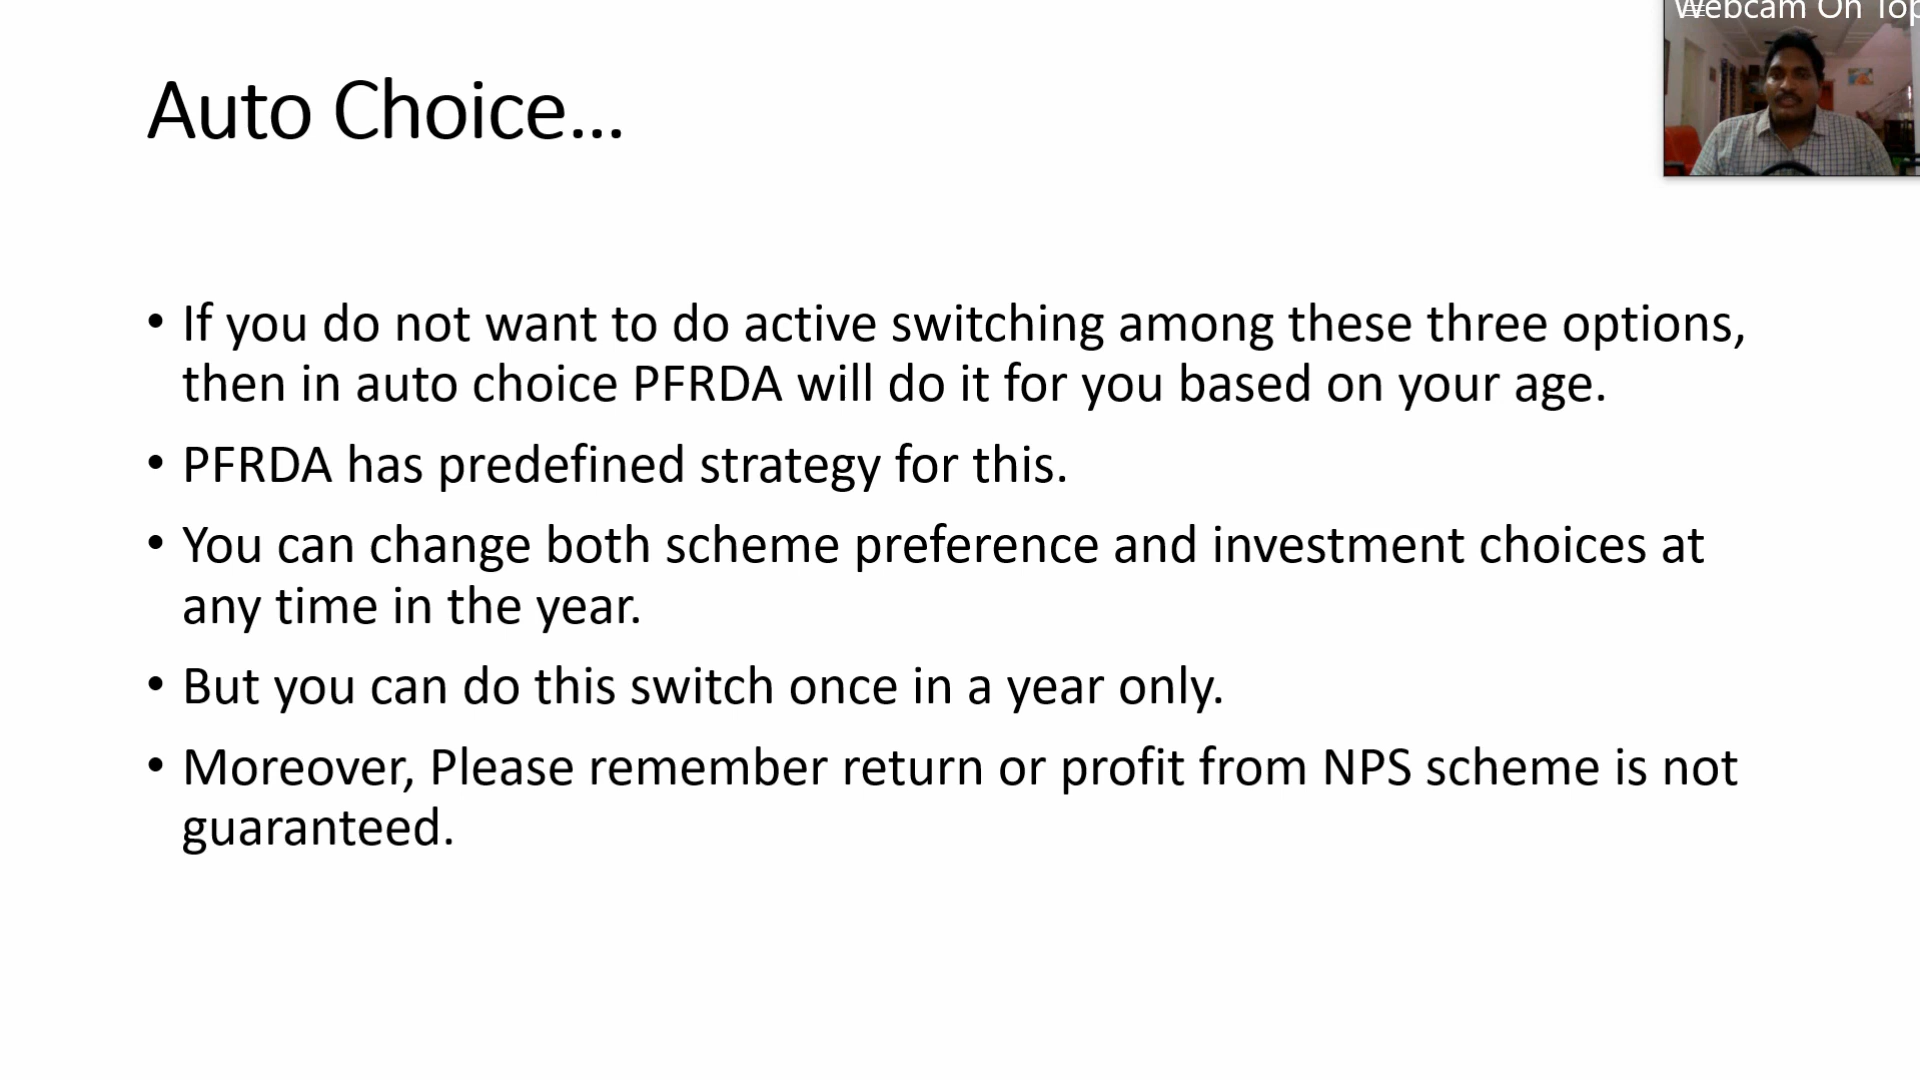 Webcam On Top
Auto Choice...
• If you do not want to do active switching among these three options,
then in auto choice PFRDA will do it for you based on your age.
• PFRDA has predefined strategy for this.
• You can change both scheme preference and investment choices at
any time in the year.
• But you can do this switch once in a year only.
• Moreover, Please remember return or profit from NPS scheme is not
guaranteed.